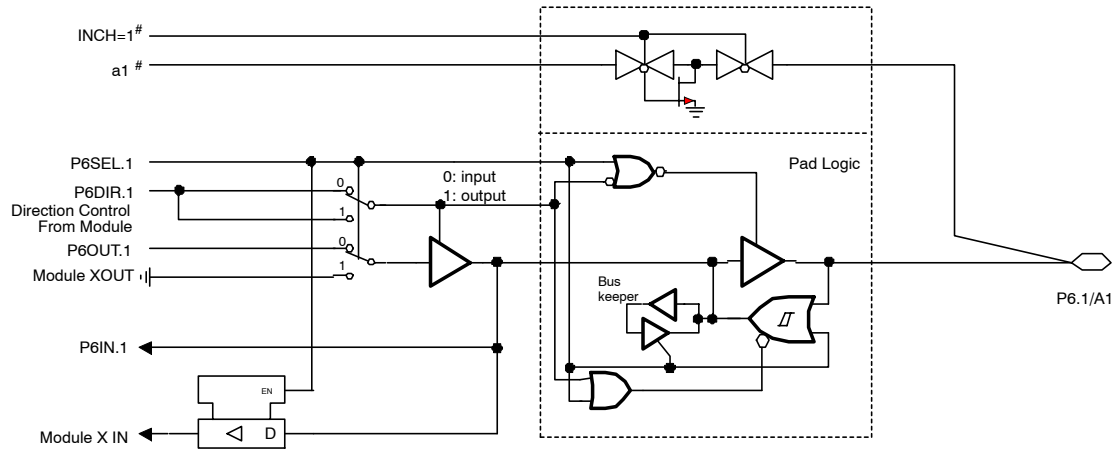 INCH=1#
a1 #
P6SEL.1
Pad Logic
0: input
1: output
P6DIR.1
0
Direction Control
From Module
1
P6OUT.1
0
Module XOUT
1
Bus
keeper
P6.1/A1
P6IN.1
EN
D
Module X IN